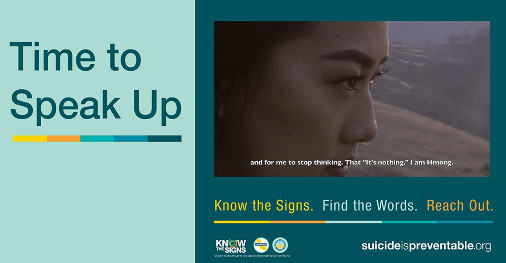 Time to
Speak Up
and for me to stop thinking. That "It's nothing." I am Hmong.
Know the Signs. Find the Words. Reach Out.
KNOW
THE SIGNS
suicideispreventable.org